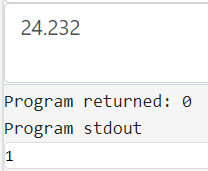 24.232
Program returned: 0
Program stdout
1